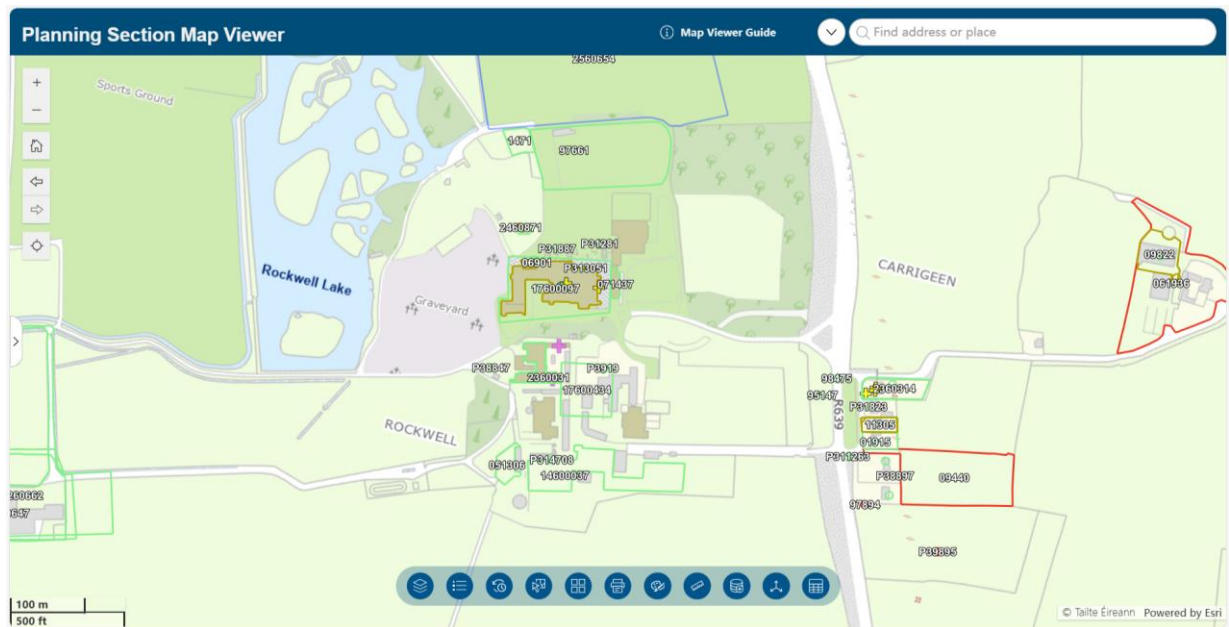 Planning Section Map Viewer
Map Viewer Guide
Find address or place
2560654
Sports Ground
1471
97661
2460871
P31887
P31281
06901
P313051
17600097
071437
Rockwell Lake
Graveyard
CARRIGEEN
09822
061936
P38847
2360031
P3919
17600434
98475
2360314
95147
P31823
R639
11305
01915
ROCKWELL
P311263
051306
P314708
14600037
P38897
09440
97894
P39895
260662
647
100 m
500 ft
© Tailte Éireann
Powered by Esri